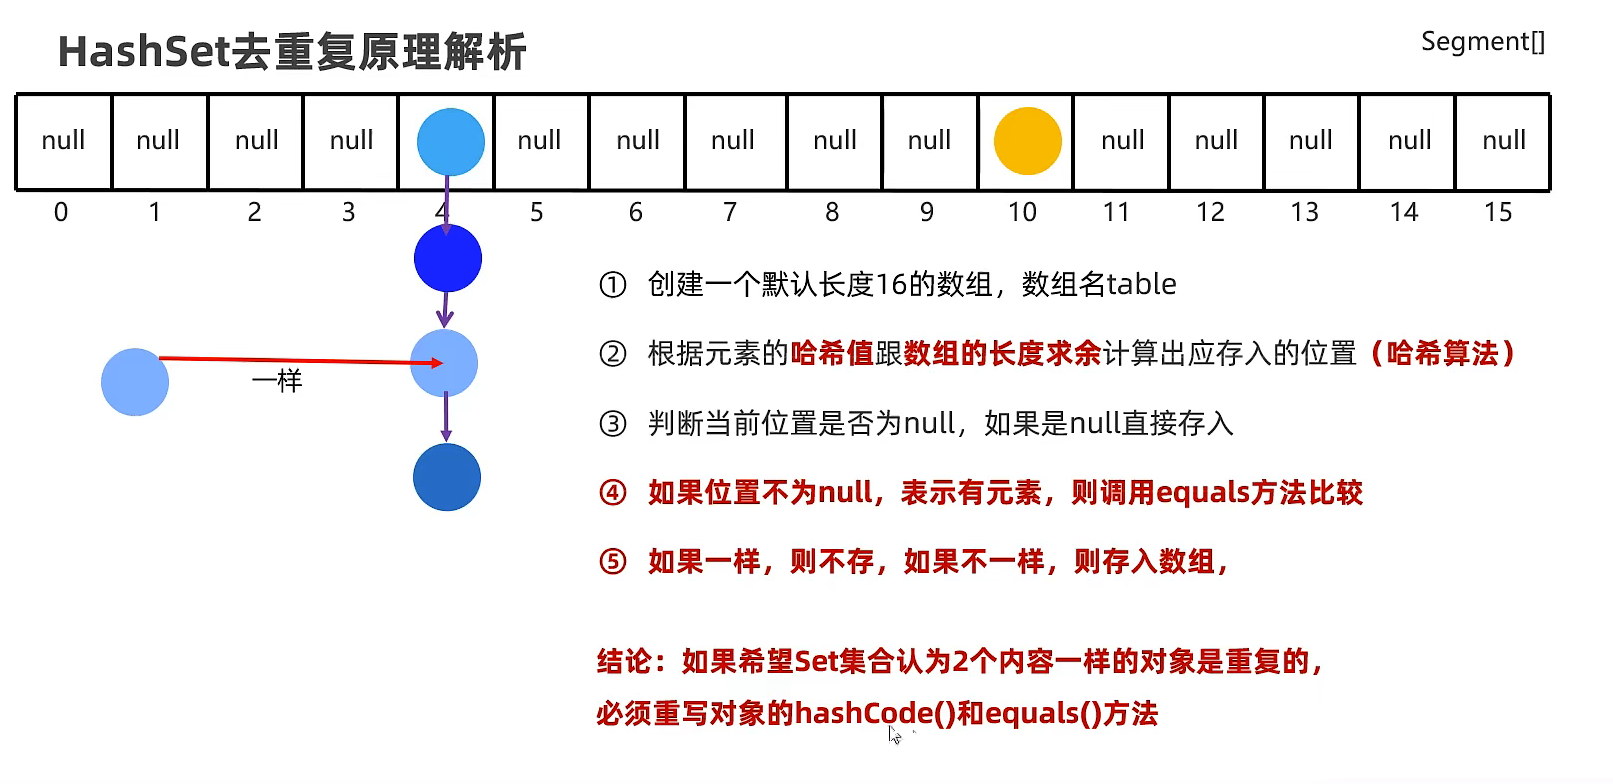 HashSet去重复原理解析
Segment[]
null null null null null null null null null null null null null null
0 1 2 3 4 5 6 7 8 9 10 11 12 13 14 15
① 创建一个默认长度16的数组，数组名table
② 根据元素的哈希值跟数组的长度求余计算出应存入的位置（哈希算法）
一样
③ 判断当前位置是否为null，如果是null直接存入
④ 如果位置不为null，表示有元素，则调用equals方法比较
⑤ 如果一样，则不存，如果不一样，则存入数组，
结论：如果希望Set集合认为2个内容一样的对象是重复的，
必须重写对象的hashCode()和equals()方法